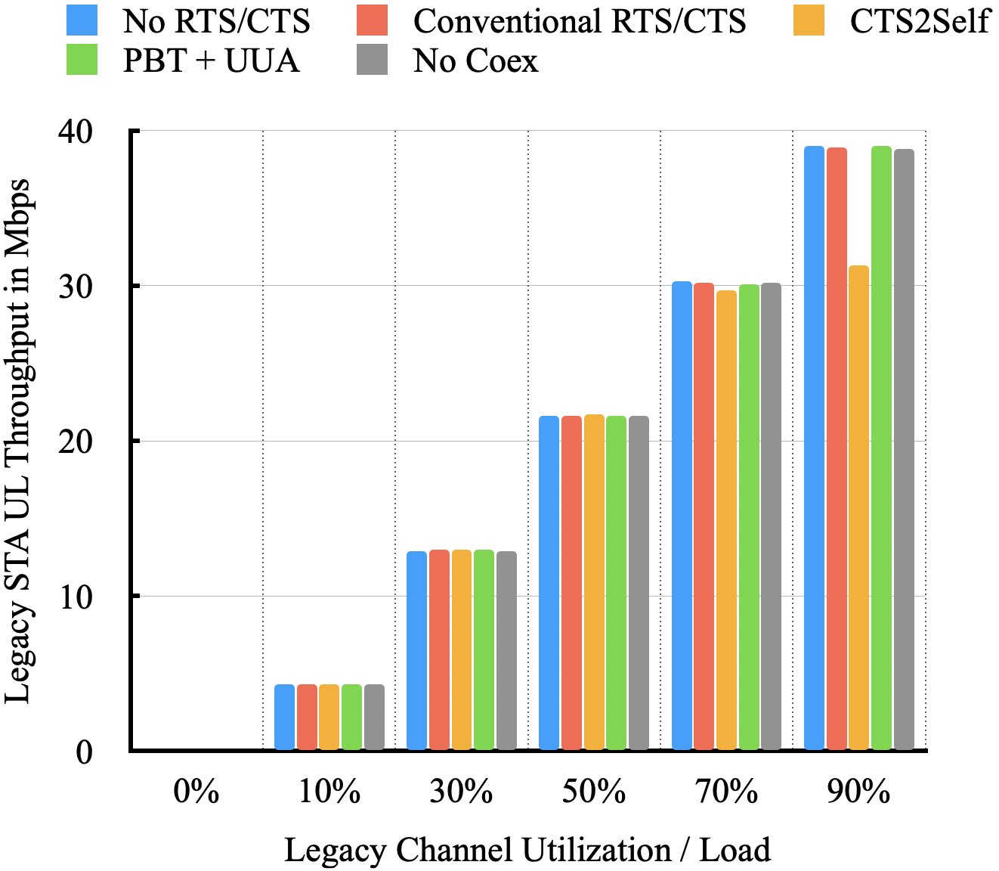 No RTS/CTS Conventional RTS/CTS CTS2Self
PBT + UUA No Coex
Legacy STA UL Throughput in Mbps
40
30
20
10
0
0% 10% 30% 50% 70% 90%
Legacy Channel Utilization / Load